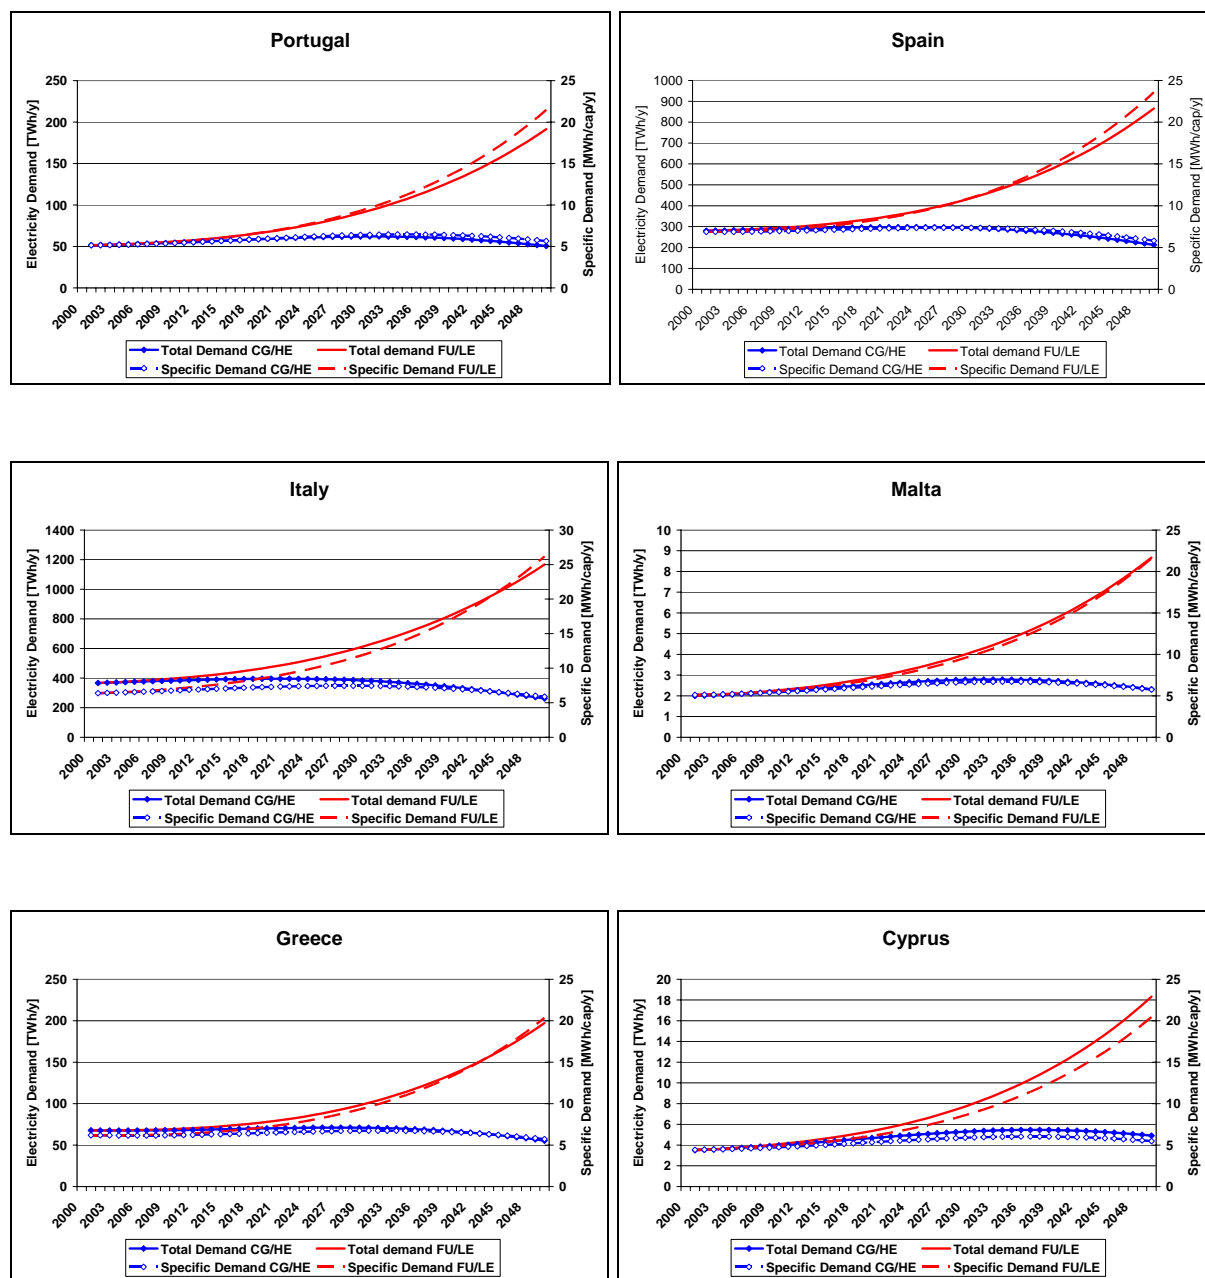 Portugal
Electricity Demand [TWh/y]
250
200
150
100
50
0
25
20
15
10
5
0
Specific Demand [MWh/cap/y]
2000 2003 2006 2009 2012 2015 2018 2021 2024 2027 2030 2033 2036 2039 2042 2045 2048
Total Demand CG/HE Total demand FU/LE
Specific Demand CG/HE Specific Demand FU/LE
Spain
Electricity Demand [TWh/y]
1000
900
800
700
600
500
400
300
200
100
0
25
20
15
10
5
0
Specific Demand [MWh/cap/y]
2000 2003 2006 2009 2012 2015 2018 2021 2024 2027 2030 2033 2036 2039 2042 2045 2048
Total Demand CG/HE Total demand FU/LE
Specific Demand CG/HE Specific Demand FU/LE
Italy
Electricity Demand [TWh/y]
1400
1200
1000
800
600
400
200
0
30
25
20
15
10
5
0
Specific Demand [MWh/cap/y]
2000 2003 2006 2009 2012 2015 2018 2021 2024 2027 2030 2033 2036 2039 2042 2045 2048
Total Demand CG/HE Total demand FU/LE
Specific Demand CG/HE Specific Demand FU/LE
Malta
Electricity Demand [TWh/y]
10
9
8
7
6
5
4
3
2
1
0
25
20
15
10
5
0
Specific Demand [MWh/cap/y]
2000 2003 2006 2009 2012 2015 2018 2021 2024 2027 2030 2033 2036 2039 2042 2045 2048
Total Demand CG/HE Total demand FU/LE
Specific Demand CG/HE Specific Demand FU/LE
Greece
Electricity Demand [TWh/y]
250
200
150
100
50
0
25
20
15
10
5
0
Specific Demand [MWh/cap/y]
2000 2003 2006 2009 2012 2015 2018 2021 2024 2027 2030 2033 2036 2039 2042 2045 2048
Total Demand CG/HE Total demand FU/LE
Specific Demand CG/HE Specific Demand FU/LE
Cyprus
Electricity Demand [TWh/y]
20
18
16
14
12
10
8
6
4
2
0
25
20
15
10
5
0
Specific Demand [MWh/cap/y]
2000 2003 2006 2009 2012 2015 2018 2021 2024 2027 2030 2033 2036 2039 2042 2045 2048
Total Demand CG/HE Total demand FU/LE
Specific Demand CG/HE Specific Demand FU/LE